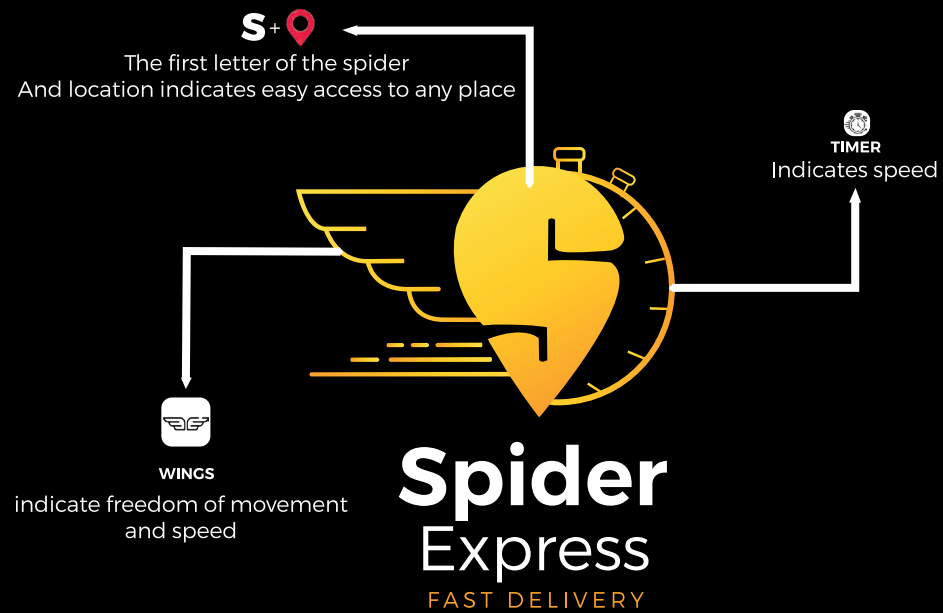 S+
The first letter of the spider
And location indicates easy access to any place
TIMER
Indicates speed
WINGS
indicate freedom of movement
and speed
Spider
Express
FAST DELIVERY